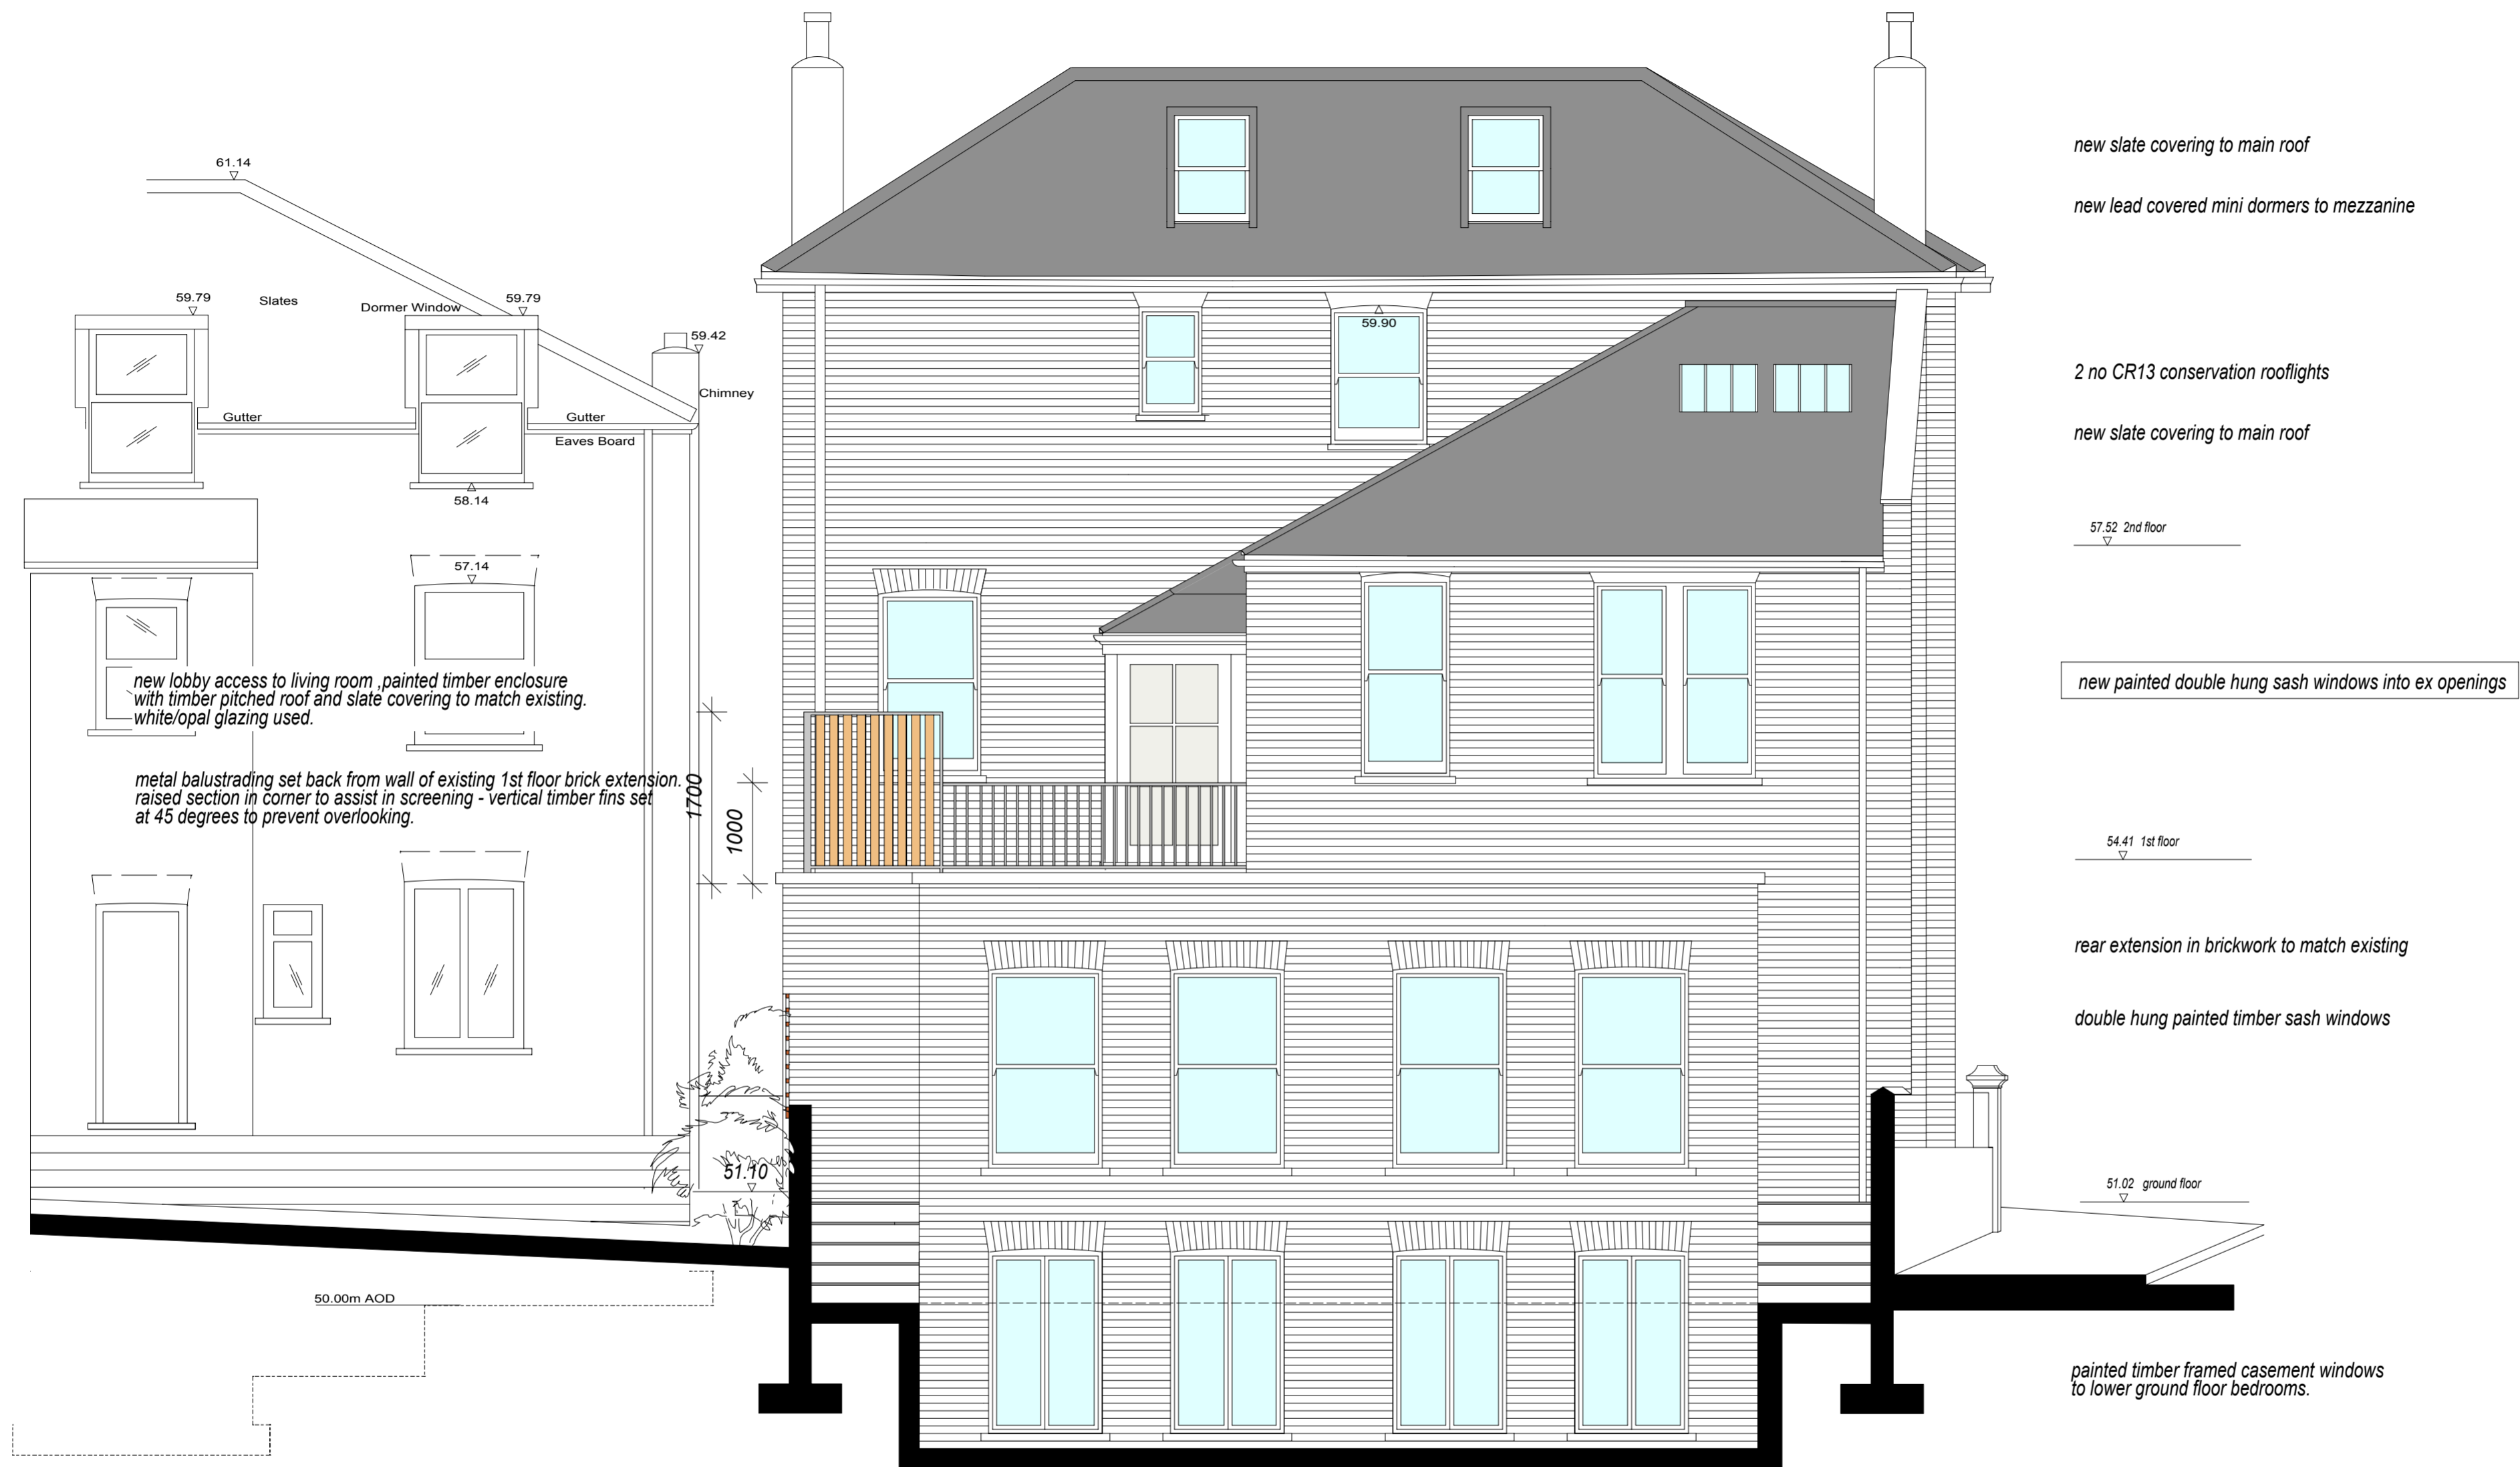 61.14
59.79
Slates
Dormer Window
59.79
59.42
Chimney
Gutter
Gutter
Eaves Board
58.14
57.14
new lobby access to living room ,painted timber enclosure
with timber pitched roof and slate covering to match existing.
white/opal glazing used.
metal balustrading set back from wall of existing 1st floor brick extension.
raised section in corner to assist in screening - vertical timber fins set
at 45 degrees to prevent overlooking.
1700
1000
59.90
51.10
50.00m AOD
new slate covering to main roof
new lead covered mini dormers to mezzanine
2 no CR13 conservation rooflights
new slate covering to main roof
57.52 2nd floor
new painted double hung sash windows into ex openings
54.41 1st floor
rear extension in brickwork to match existing
double hung painted timber sash windows
51.02 ground floor
painted timber framed casement windows
to lower ground floor bedrooms.